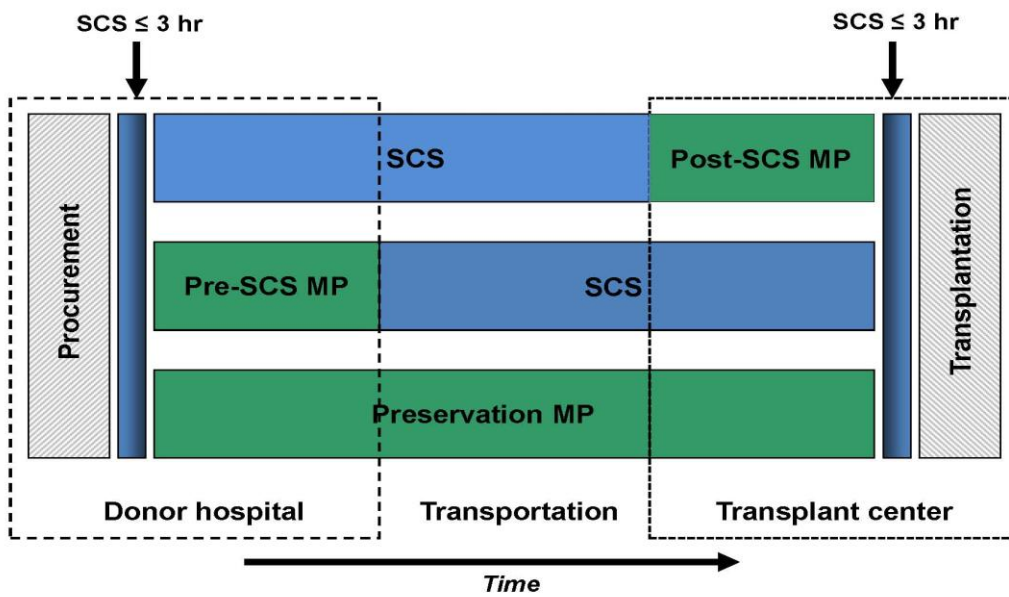 SCS ≤ 3 hr
SCS ≤ 3 hr
Procurement
SCS
Post-SCS MP
Pre-SCS MP
SCS
Preservation MP
Transplantation
Donor hospital
Transportation
Transplant center
Time